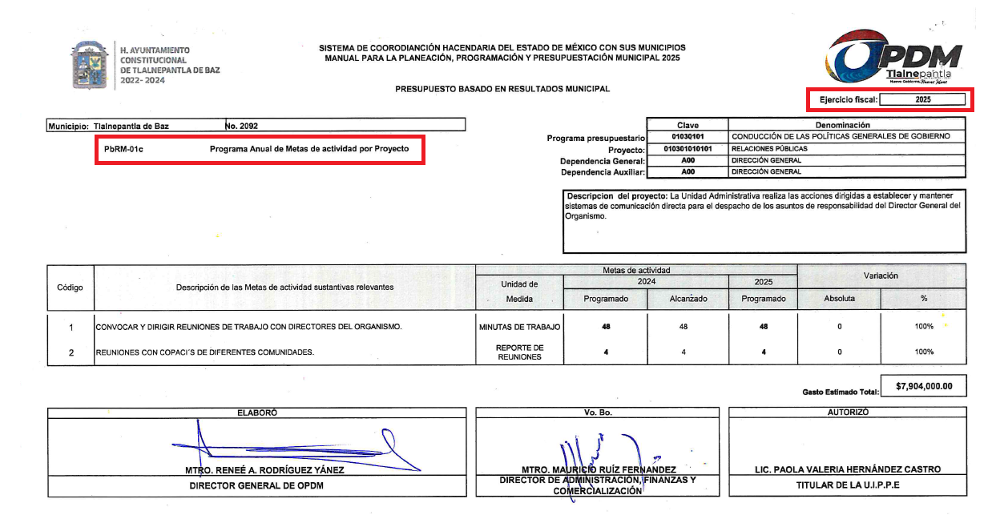 H. AYUNTAMIENTO
CONSTITUCIONAL
DE TLALNEPANTLA DE BAZ
2022-2024
SISTEMA DE COORODIANCIÓN HACENDARIA DEL ESTADO DE MÉXICO CON SUS MUNICIPIOS
MANUAL PARA LA PLANEACIÓN, PROGRAMACIÓN Y PRESUPUESTACIÓN MUNICIPAL 2025
PRESUPUESTO BASADO EN RESULTADOS MUNICIPAL
OPDM
Tlalnepantla
Nuevo Gobierno, Nuevas Ideas
Ejercicio fiscal: 2025
Municipio: Tlalnepantla de Baz No. 2092
PbRM-01c Programa Anual de Metas de actividad por Proyecto
Clave Denominación
Programa presupuestario 01030101 CONDUCCIÓN DE LAS POLÍTICAS GENERALES DE GOBIERNO
Proyecto: 010301010101 RELACIONES PÚBLICAS
Dependencia General: A00 DIRECCIÓN GENERAL
Dependencia Auxiliar: A00 DIRECCIÓN GENERAL
Descripcion del proyecto: La Unidad Administrativa realiza las acciones dirigidas a establecer y mantener
sistemas de comunicación directa para el despacho de los asuntos de responsabilidad del Director General del
Organismo.
Código Descripción de las Metas de actividad sustantivas relevantes Metas de actividad Variación
Unidad de Medida 2024 2025
Programado Alcanzado Programado Absoluta %
1 CONVOCAR Y DIRIGIR REUNIONES DE TRABAJO CON DIRECTORES DEL ORGANISMO. MINUTAS DE TRABAJO 48 48 48 0 100%
2 REUNIONES CON COPACI´S DE DIFERENTES COMUNIDADES. REPORTE DE REUNIONES 4 4 4 0 100%
Gasto Estimado Total: $7,904,000.00
ELABORÓ
MTRO. RENEÉ A. RODRÍGUEZ YÁNEZ
DIRECTOR GENERAL DE OPDM
Vo. Bo.
MTRO. MAURICIO RUÍZ FERNANDEZ
DIRECTOR DE ADMINISTRACION, FINANZAS Y
COMERCIALIZACIÓN
AUTORIZÓ
LIC. PAOLA VALERIA HERNÁNDEZ CASTRO
TITULAR DE LA U.I.P.P.E